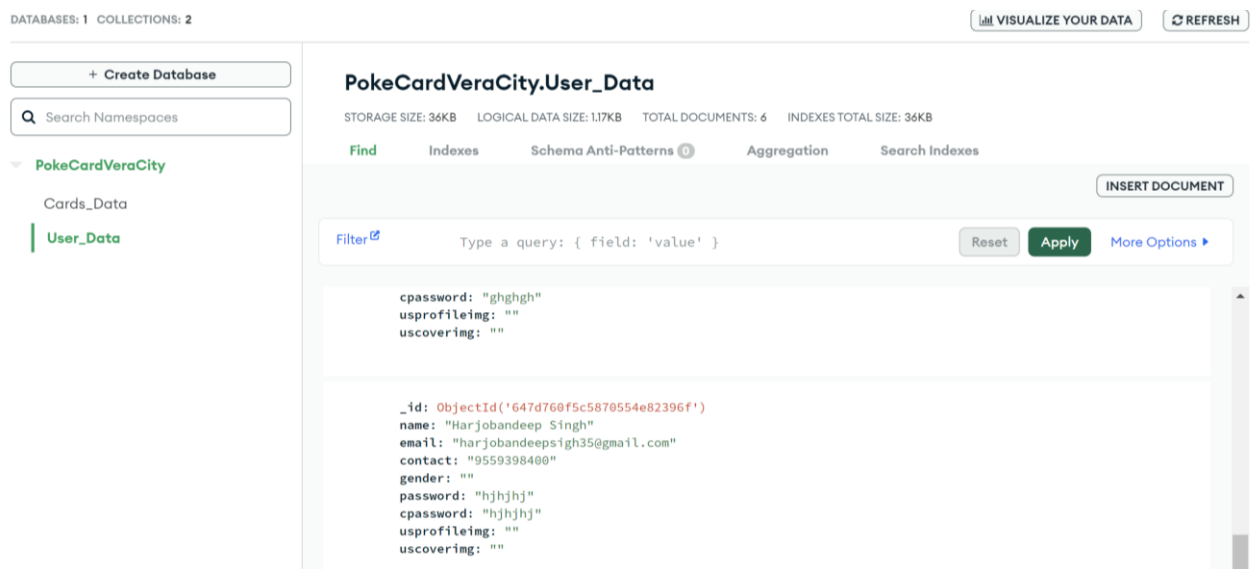 DATABASES: 1 COLLECTIONS: 2
VISUALIZE YOUR DATA
REFRESH
+ Create Database
Search Namespaces
PokeCardVeraCity
Cards_Data
User_Data
PokeCardVeraCity.User_Data
STORAGE SIZE: 36KB LOGICAL DATA SIZE: 1.17KB TOTAL DOCUMENTS: 6 INDEXES TOTAL SIZE: 36KB
Find Indexes Schema Anti-Patterns 0 Aggregation Search Indexes
INSERT DOCUMENT
Filter Type a query: { field: 'value' } Reset Apply More Options
cpassword: "ghghgh"
usprofileimg: ""
uscoverimg: ""
_id: ObjectId('647d760f5c5870554e82396f')
name: "Harjobandeep Singh"
email: "harjobandeepsigh35@gmail.com"
contact: "9559398400"
gender: ""
password: "hjhjhj"
cpassword: "hjhjhj"
usprofileimg: ""
uscoverimg: ""